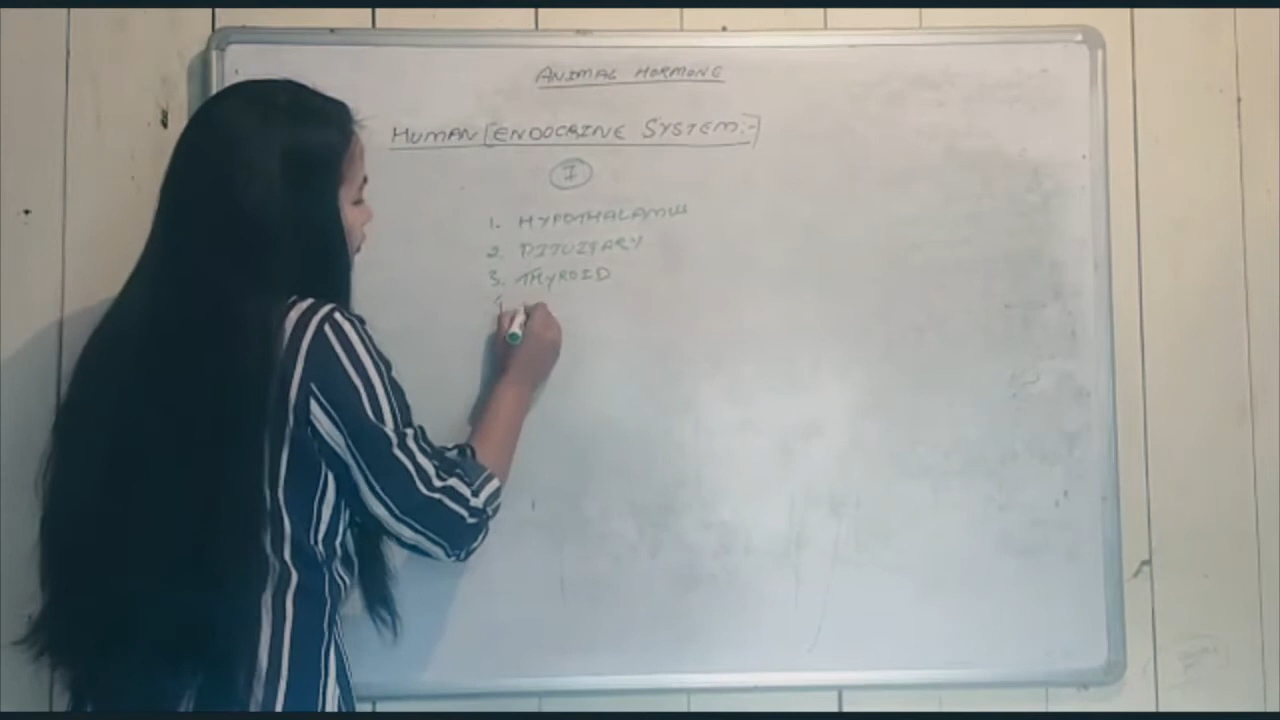 ANIMAL HORMONE
HUMAN [ENDOCRINE SYSTEM:-]
I
1. HYPOTHALAMUS
2. PITUITARY
3. THYROID